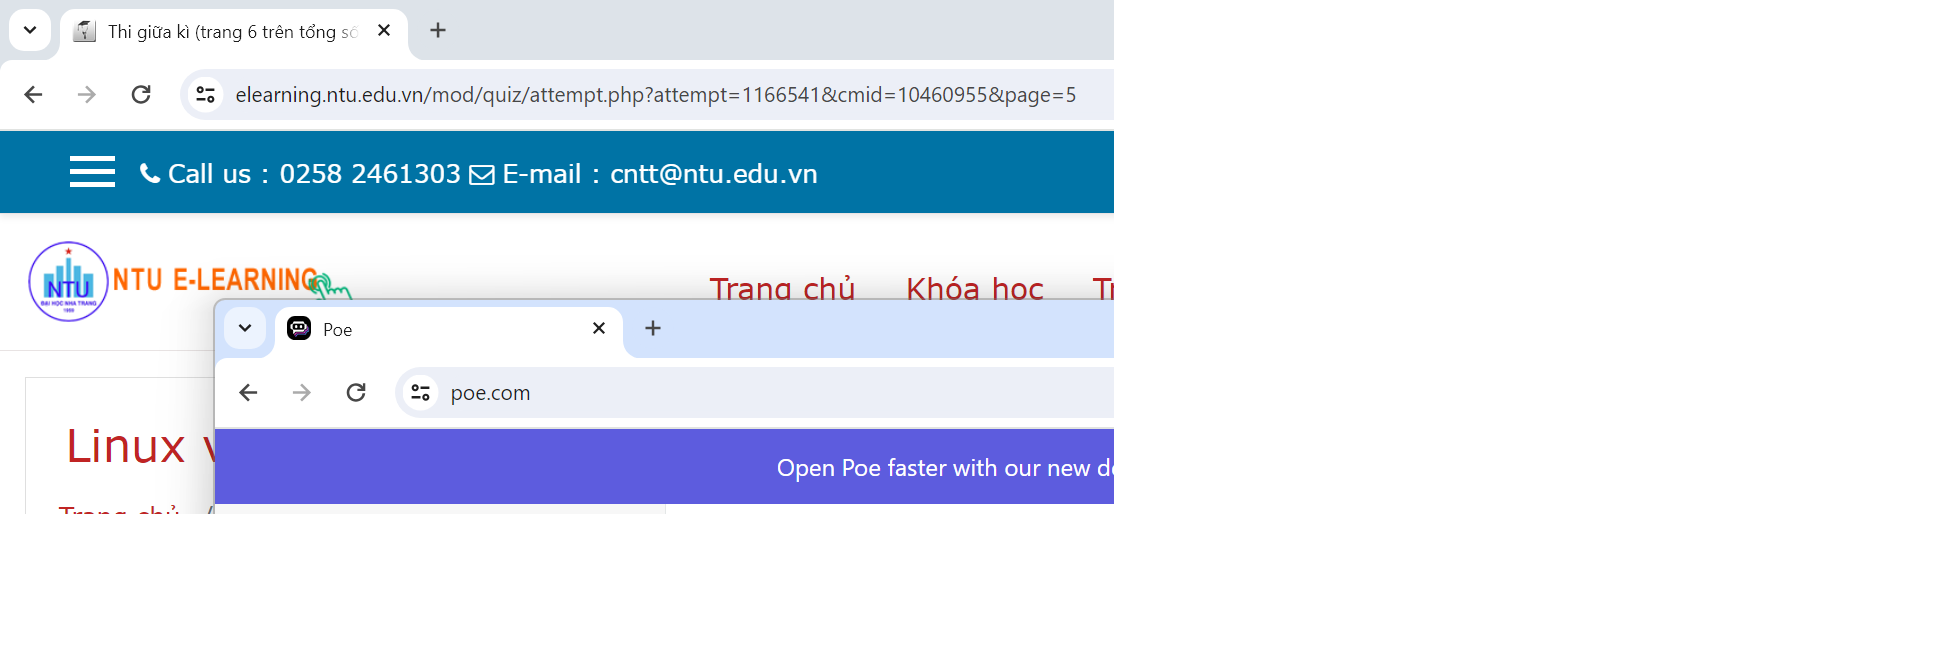 Thi giữa kì (trang 6 trên tổng số
elearning.ntu.edu.vn/mod/quiz/attempt.php?attempt=1166541&cmid=10460955&page=5
Call us : 0258 2461303 E-mail : cntt@ntu.edu.vn
NTU
ĐẠI HỌC NHA TRANG
NTU E-LEARNING
Trang chủ Khóa học
Poe
poe.com
Open Poe faster with our new
Linux
Trang chủ /